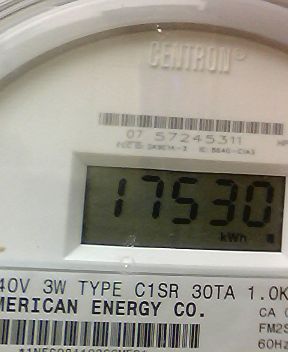 CENTRON®
07 57245311
17530
kWh
40V 3W TYPE C1SR 30TA 1.0K
MERICAN ENERGY CO.
CA
FM2S
60Hz